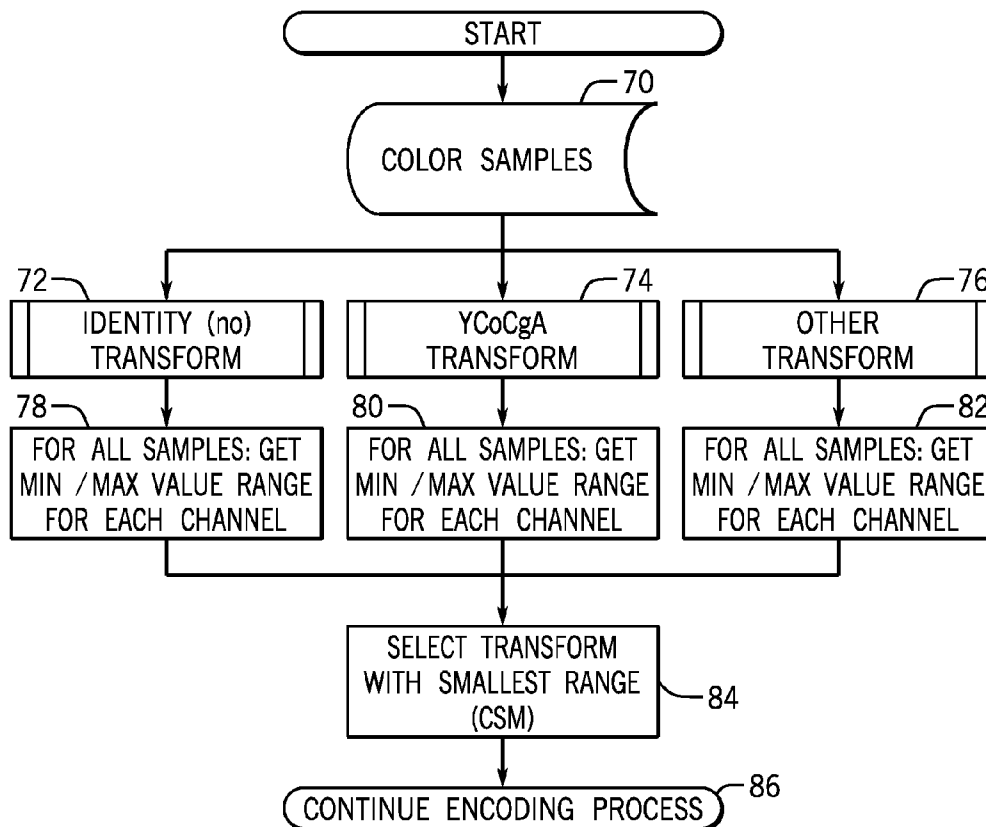 START
70
COLOR SAMPLES
72
74
76
IDENTITY (no)
TRANSFORM
YCoCgA
TRANSFORM
OTHER
TRANSFORM
78
80
82
FOR ALL SAMPLES: GET
MIN / MAX VALUE RANGE
FOR EACH CHANNEL
FOR ALL SAMPLES: GET
MIN / MAX VALUE RANGE
FOR EACH CHANNEL
FOR ALL SAMPLES: GET
MIN / MAX VALUE RANGE
FOR EACH CHANNEL
SELECT TRANSFORM
WITH SMALLEST RANGE
(CSM)
84
86
CONTINUE ENCODING PROCESS